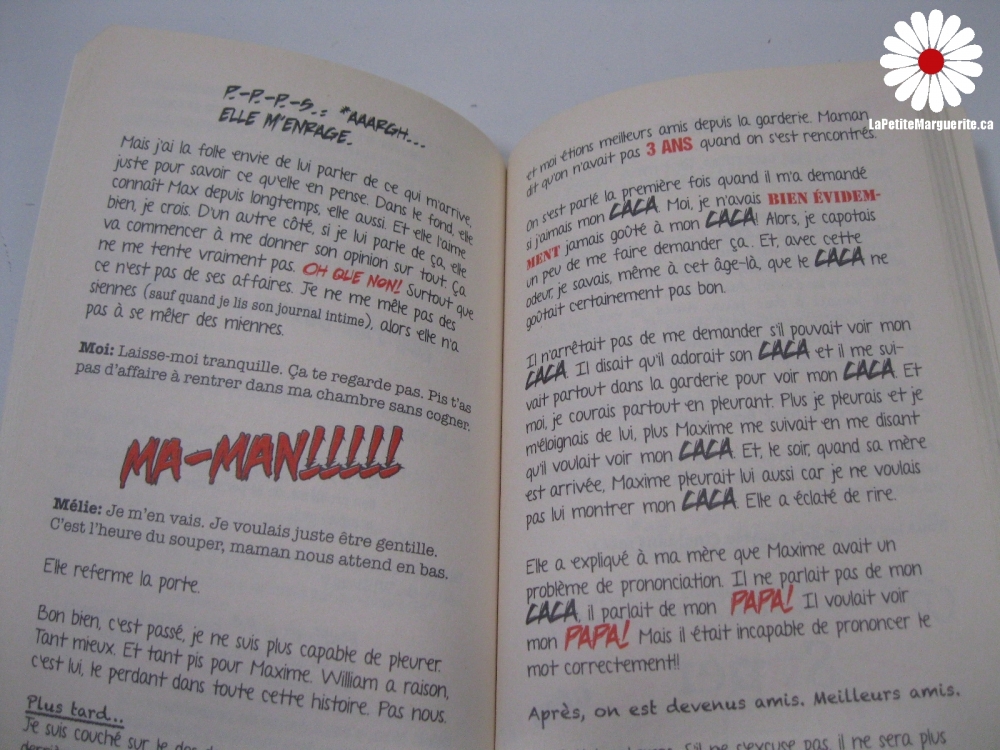 P.-P.-P.-S.: *AAARGH...
ELLE M'ENRAGE.
Mais j'ai la folle envie de lui parler de ce qui m'arrive,
juste pour savoir ce qu'elle en pense. Dans le fond, elle
connaît Max depuis longtemps, elle aussi. Et elle l'aime
bien, je crois. D'un autre côté, si je lui parle de ça, elle
va commencer à me donner son opinion sur tout. Ça
ne me tente vraiment pas. OH QUE NON! Surtout que
ce n'est pas de ses affaires. Je ne me mêle pas des
siennes (sauf quand je lis son journal intime), alors elle n'a
pas à se mêler des miennes.
Moi: Laisse-moi tranquille. Ça te regarde pas. Pis t'as
pas d'affaire à rentrer dans ma chambre sans cogner.
MA-MAN!!!!!
Mélie: Je m'en vais. Je voulais juste être gentille.
C'est l'heure du souper, maman nous attend en bas.
Elle referme la porte.
Bon bien, c'est passé, je ne suis plus capable de pleurer.
Tant mieux. Et tant pis pour Maxime. William a raison,
c'est lui, le perdant dans toute cette histoire. Pas nous.
Plus tard...
Je suis couché sur le dos
LaPetiteMarguerite.ca
et moi étions meilleurs amis depuis la garderie. Maman
dit qu'on n'avait pas 3 ANS quand on s'est rencontrés.
On s'est parlé la première fois quand il m'a demandé
si j'aimais mon CACA. Moi, je n'avais BIEN ÉVIDEM-
MENT jamais goûté à mon CACA! Alors, je capotais
un peu de me faire demander ça. Et, avec cette
odeur, je savais, même à cet âge-là, que le CACA ne
goûtait certainement pas bon.
Il n'arrêtait pas de me demander s'il pouvait voir mon
CACA. Il disait qu'il adorait son CACA et il me sui-
vait partout dans la garderie pour voir mon CACA. Et
moi, je courais partout en pleurant. Plus je pleurais et je
m'éloignais de lui, plus Maxime me suivait en me disant
qu'il voulait voir mon CACA. Et, le soir, quand sa mère
est arrivée, Maxime pleurait lui aussi car je ne voulais
pas lui montrer mon CACA. Elle a éclaté de rire.
Elle a expliqué à ma mère que Maxime avait un
problème de prononciation. Il ne parlait pas de mon
CACA, il parlait de mon PAPA! Il voulait voir
mon PAPA! Mais il était incapable de prononcer le
mot correctement!!
Après, on est devenus amis. Meilleurs amis.
s'il ne s'excuse pas, il ne sera plus